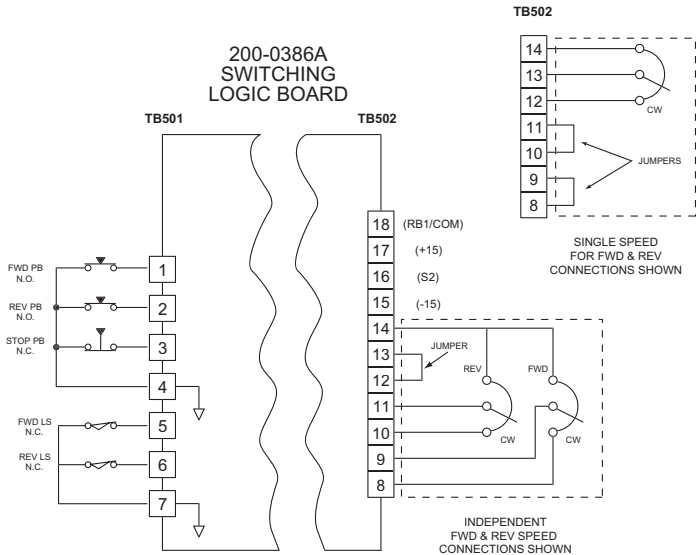 TB502
14
13
12
11
10
9
8
CW
JUMPERS
SINGLE SPEED
FOR FWD & REV
CONNECTIONS SHOWN
200-0386A
SWITCHING
LOGIC BOARD
TB501
TB502
FWD PB
N.O.
REV PB
N.O.
STOP PB
N.C.
FWD LS
N.C.
REV LS
N.C.
1
2
3
4
5
6
7
18 (RB1/COM)
17 (+15)
16 (S2)
15 (-15)
14
13
12
11
10
9
8
JUMPER
REV
FWD
CW
CW
INDEPENDENT
FWD & REV SPEED
CONNECTIONS SHOWN